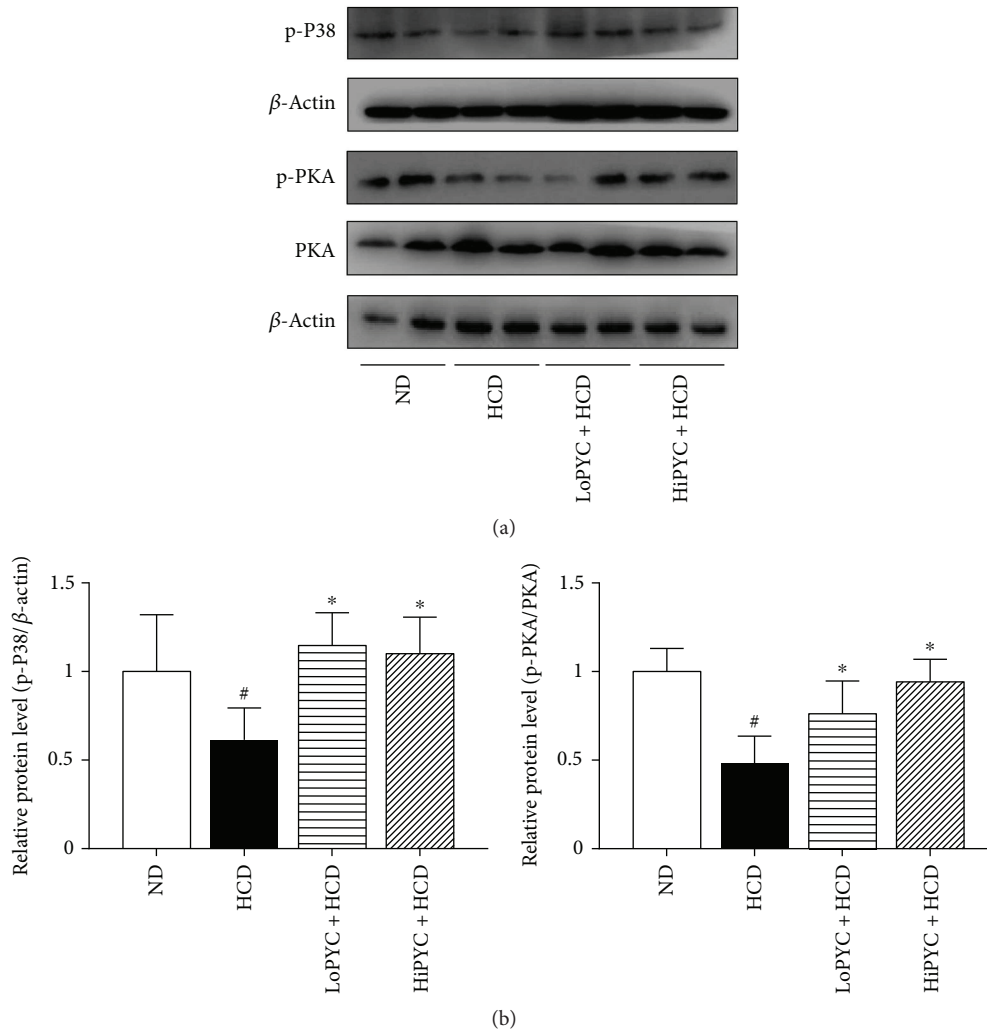 p-P38
β-Actin
p-PKA
PKA
β-Actin
ND
HCD
LoPYC + HCD
HiPYC + HCD
(a)
Relative protein level (p-P38/β-actin)
1.5
1
0.5
0
#
*
*
ND
HCD
LoPYC + HCD
HiPYC + HCD
Relative protein level (p-PKA/PKA)
1.5
1
0.5
0
#
*
*
ND
HCD
LoPYC + HCD
HiPYC + HCD
(b)